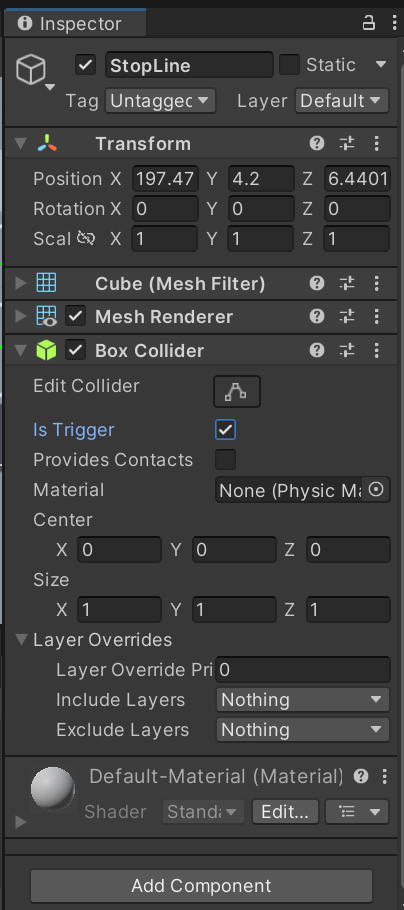 Inspector
StopLine Static
Tag Untagged Layer Default
Transform
Position X 197.47 Y 4.2 Z 6.4401
Rotation X 0 Y 0 Z 0
Scal X 1 Y 1 Z 1
Cube (Mesh Filter)
Mesh Renderer
Box Collider
Edit Collider
Is Trigger
Provides Contacts
Material None (Physic Ma
Center
X 0 Y 0 Z 0
Size
X 1 Y 1 Z 1
Layer Overrides
Layer Override Pri 0
Include Layers Nothing
Exclude Layers Nothing
Default-Material (Material)
Shader Standa Edit...
Add Component